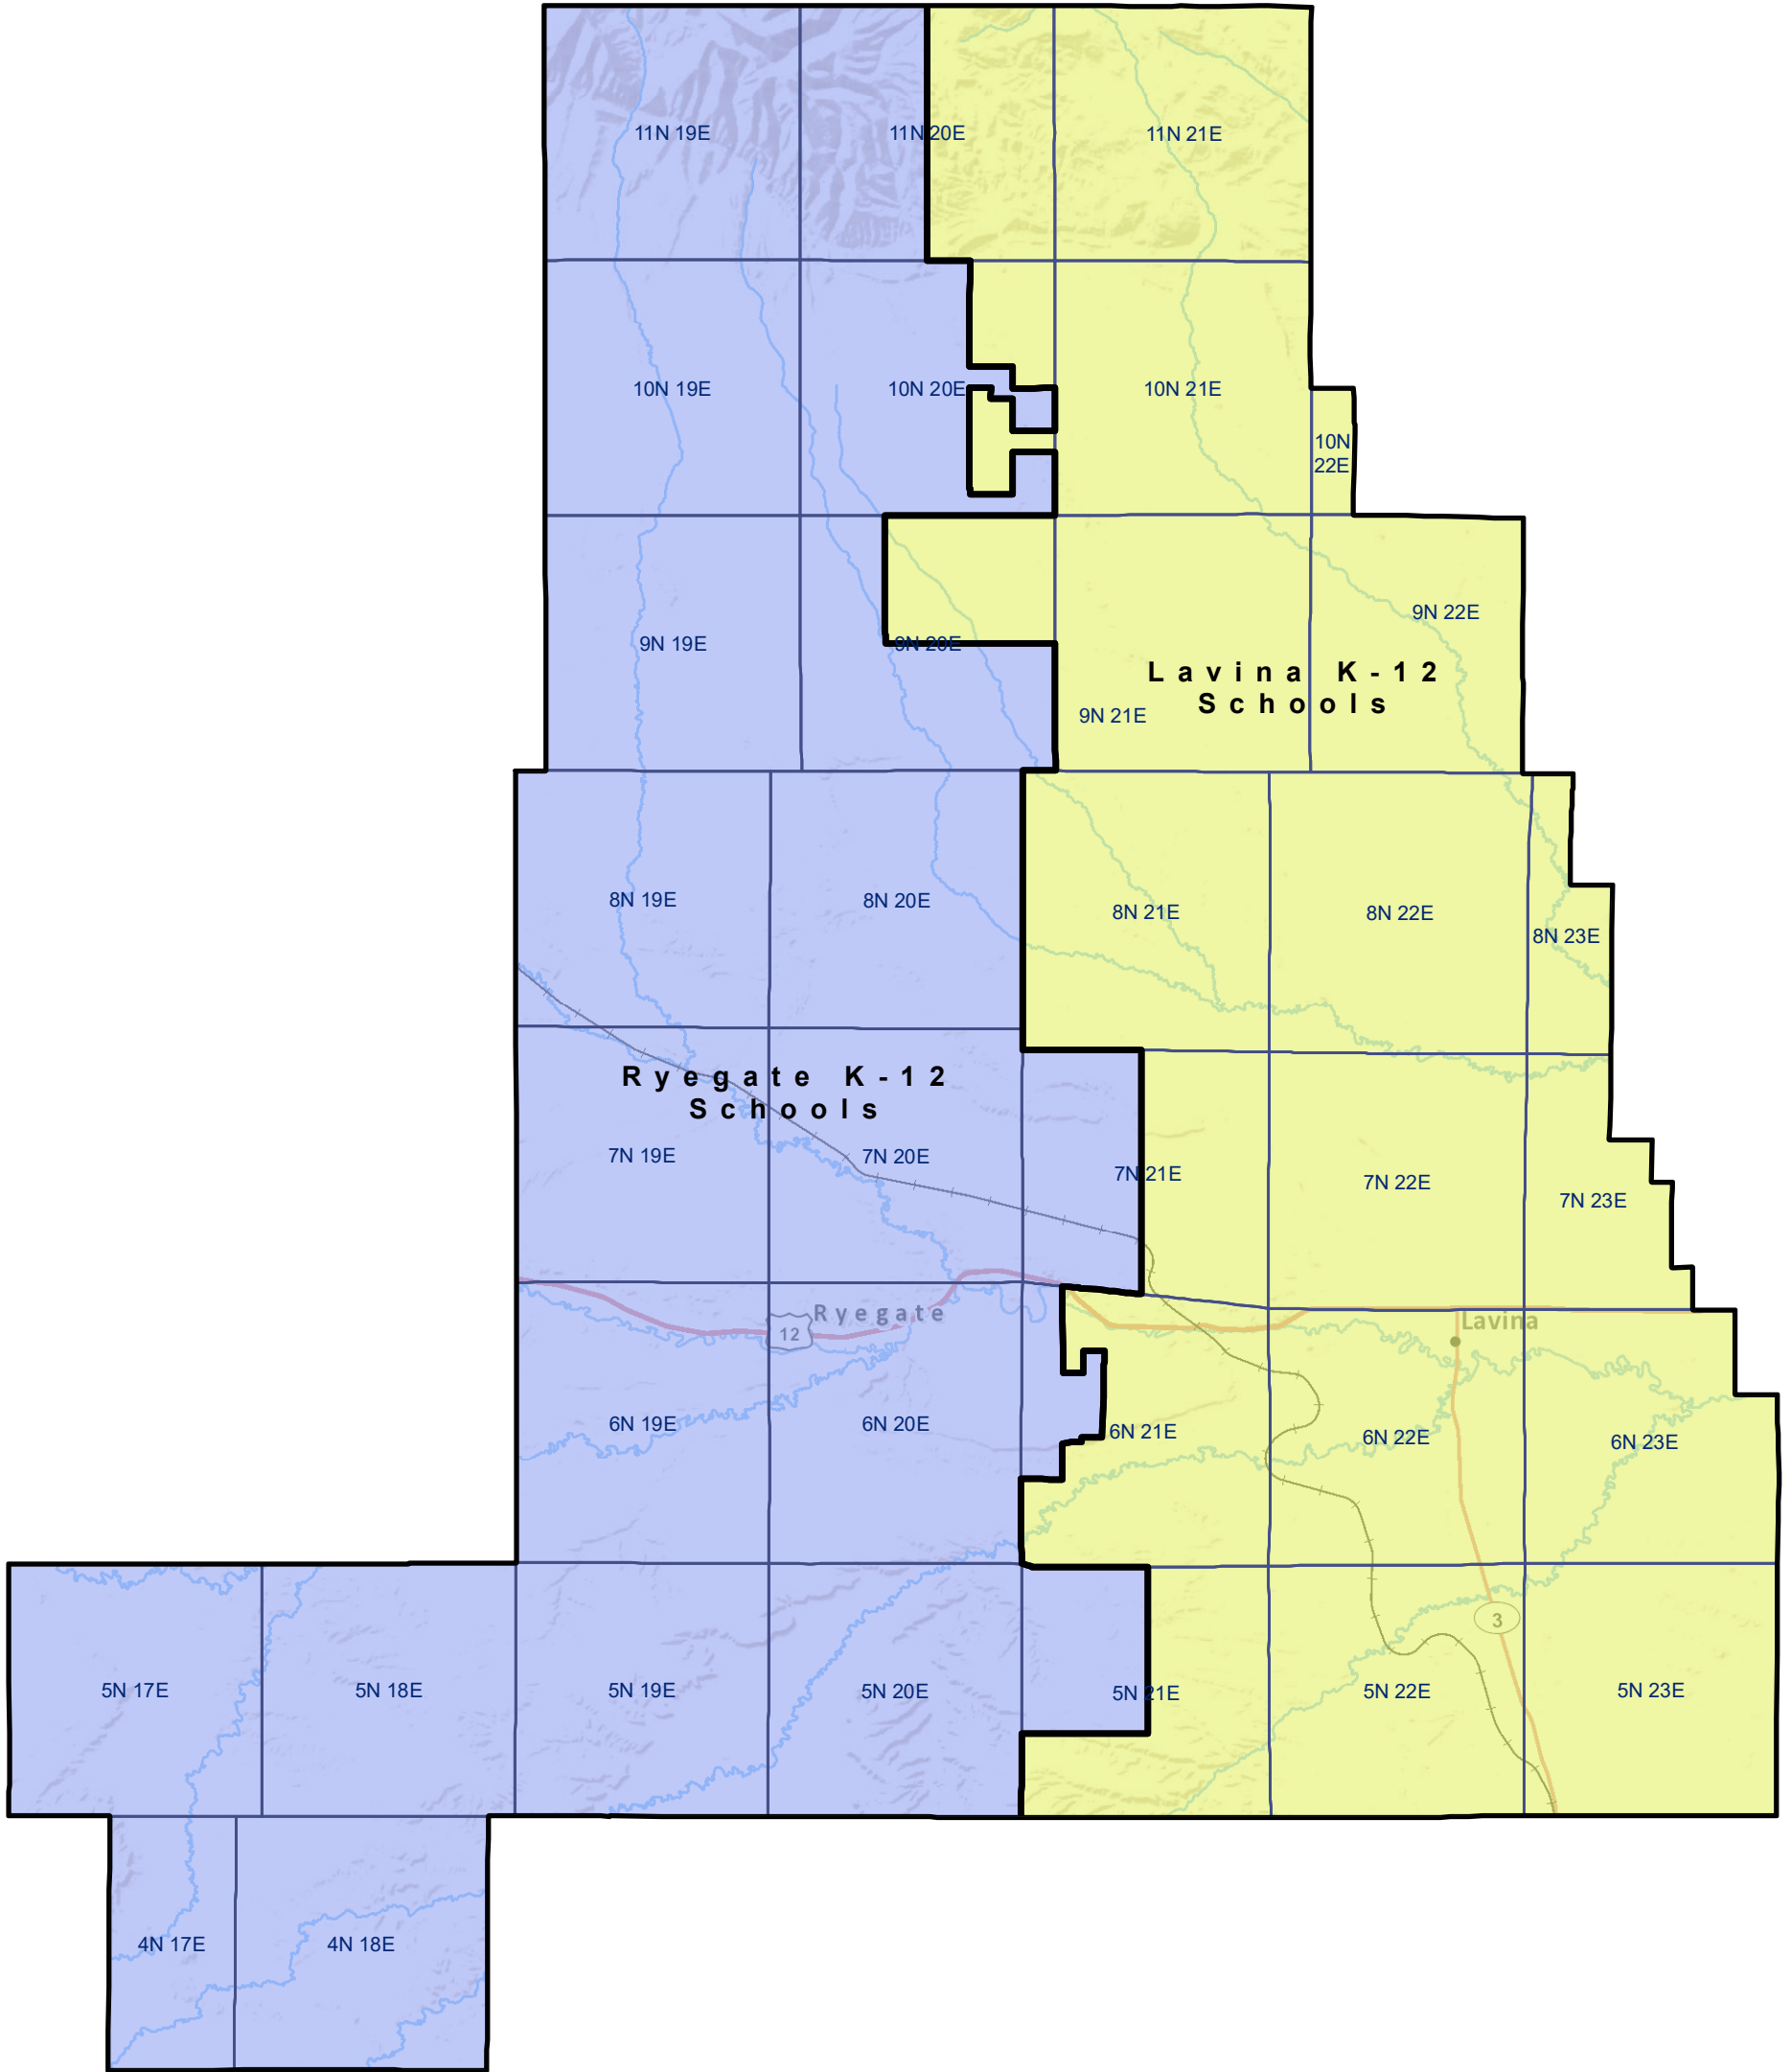 11N 19E
11N 20E
11N 21E
10N 19E
10N 20E
10N 21E
10N
22E
9N 19E
9N 20E
9N 22E
Lavina K-12
Schools
9N 21E
8N 19E
8N 20E
8N 21E
8N 22E
8N 23E
Ryegate K-12
Schools
7N 19E
7N 20E
7N 21E
7N 22E
7N 23E
Ryegate
12
Lavina
6N 19E
6N 20E
6N 21E
6N 22E
6N 23E
3
5N 17E
5N 18E
5N 19E
5N 20E
5N 21E
5N 22E
5N 23E
4N 17E
4N 18E